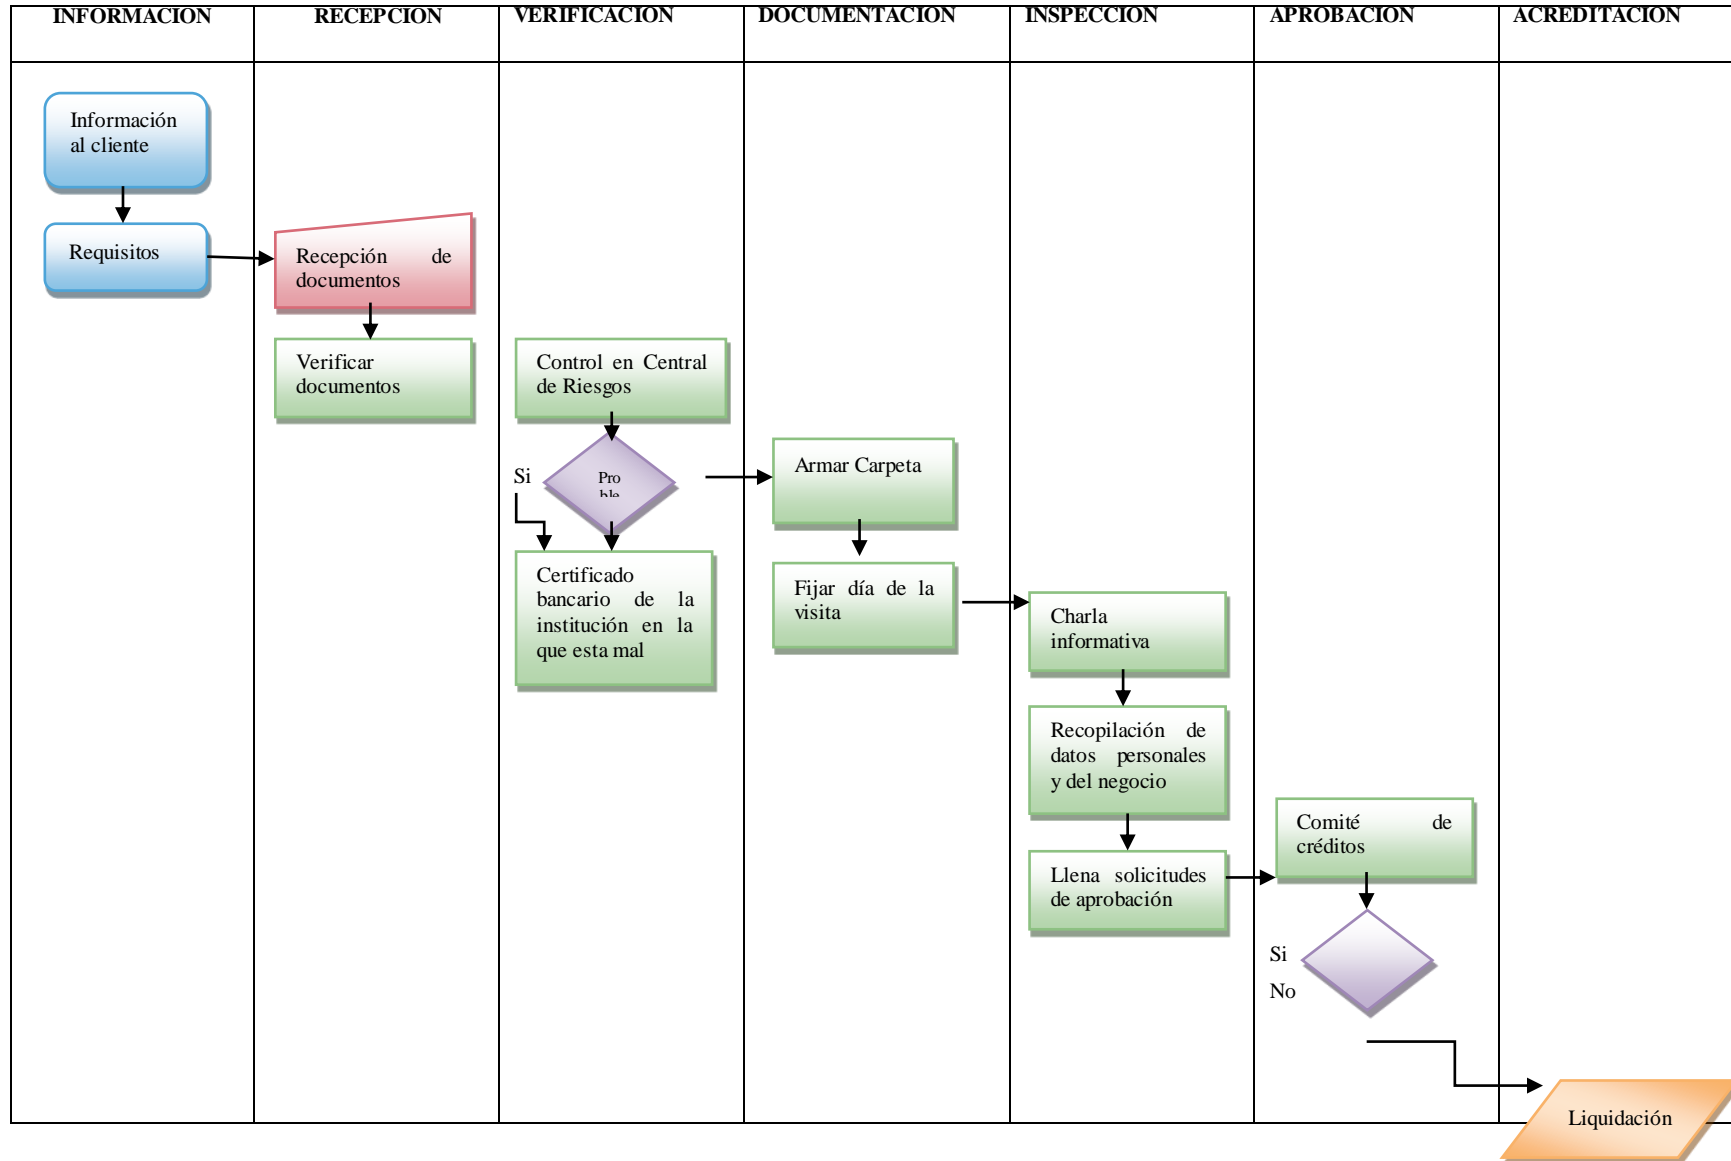 INFORMACION
RECEPCION
VERIFICACION
DOCUMENTACION
INSPECCION
APROBACION
ACREDITACION
Información
al cliente
Requisitos
Recepción de
documentos
Verificar
documentos
Control en Central
de Riesgos
Si
Pro
ble
Certificado
bancario de la
institución en la
que esta mal
Armar Carpeta
Fijar día de la
visita
Charla
informativa
Recopilación de
datos personales
y del negocio
Llena solicitudes
de aprobación
Comité de
créditos
Si
No
Liquidación